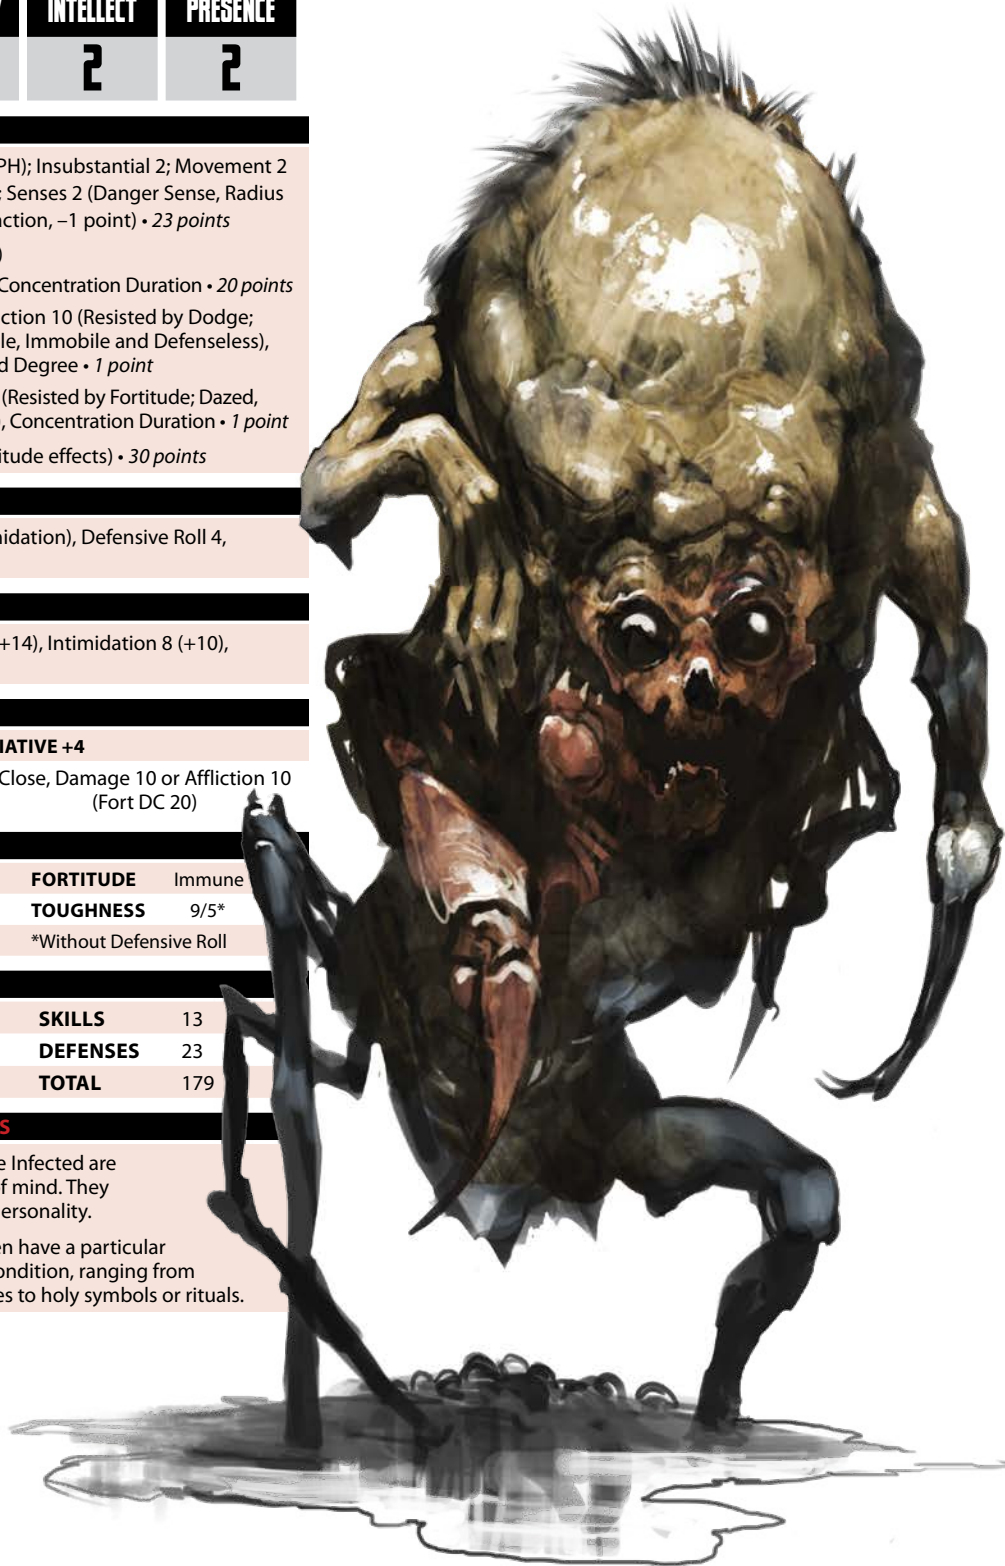 INTELLECT PRESENCE
2 2
PH); Insubstantial 2; Movement 2
; Senses 2 (Danger Sense, Radius
action, –1 point) • 23 points
)
Concentration Duration • 20 points
ction 10 (Resisted by Dodge;
le, Immobile and Defenseless),
d Degree • 1 point
(Resisted by Fortitude; Dazed,
), Concentration Duration • 1 point
itude effects) • 30 points
midation), Defensive Roll 4,
+14), Intimidation 8 (+10),
IATIVE +4
Close, Damage 10 or Affliction 10
(Fort DC 20)
FORTITUDE Immune
TOUGHNESS 9/5*
*Without Defensive Roll
SKILLS 13
DEFENSES 23
TOTAL 179
S
e Infected are
f mind. They
ersonality.
en have a particular
ondition, ranging from
es to holy symbols or rituals.